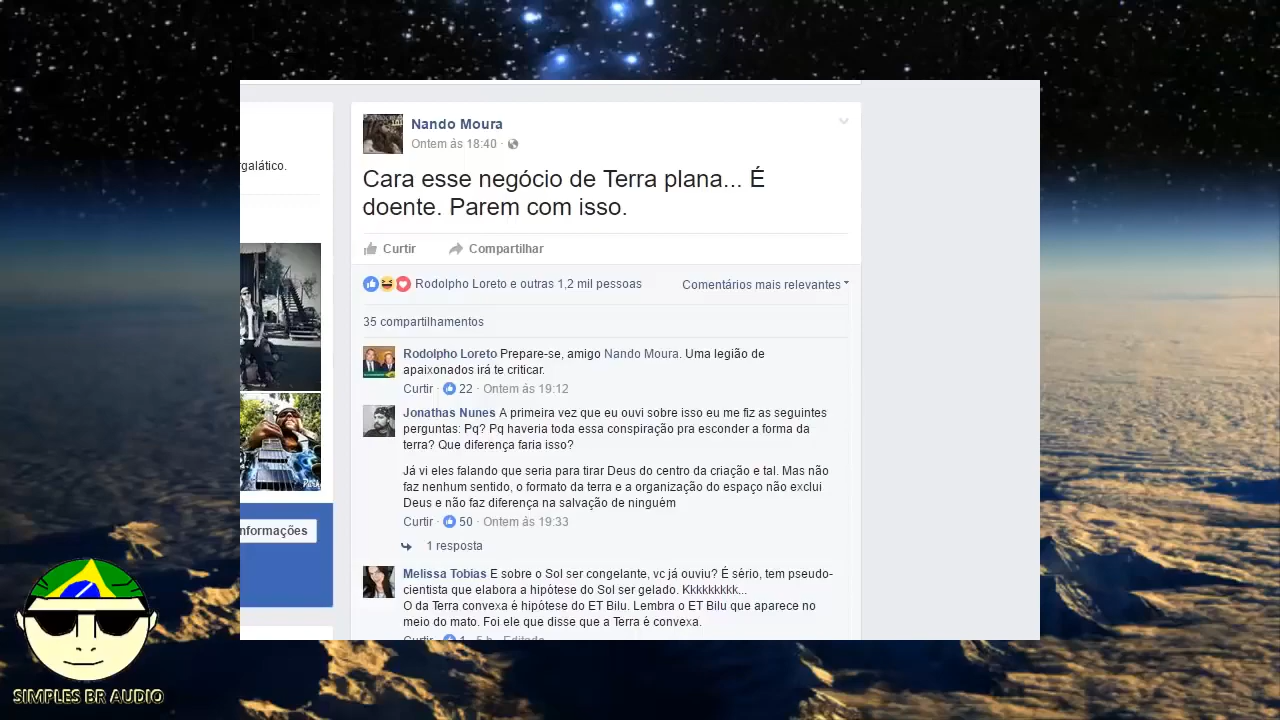 rgalático.
Nando Moura
Ontem às 18:40 ·
Cara esse negócio de Terra plana... É
doente. Parem com isso.
Curtir Compartilhar
Rodolpho Loreto e outras 1,2 mil pessoas Comentários mais relevantes
35 compartilhamentos
Rodolpho Loreto Prepare-se, amigo Nando Moura. Uma legião de
apaixonados irá te criticar.
Curtir · 22 · Ontem às 19:12
Jonathas Nunes A primeira vez que eu ouvi sobre isso eu me fiz as seguintes
perguntas: Pq? Pq haveria toda essa conspiração pra esconder a forma da
terra? Que diferença faria isso?
Já vi eles falando que seria para tirar Deus do centro da criação e tal. Mas não
faz nenhum sentido, o formato da terra e a organização do espaço não exclui
Deus e não faz diferença na salvação de ninguém
Curtir · 50 · Ontem às 19:33
1 resposta
nformações
Melissa Tobias E sobre o Sol ser congelante, vc já ouviu? É sério, tem pseudo-
cientista que elabora a hipótese do Sol ser gelado. Kkkkkkkkk...
O da Terra convexa é hipótese do ET Bilu. Lembra o ET Bilu que aparece no
meio do mato. Foi ele que disse que a Terra é convexa.
Curtir · 1 · 5 h · Editado
SIMPLES BR AUDIO